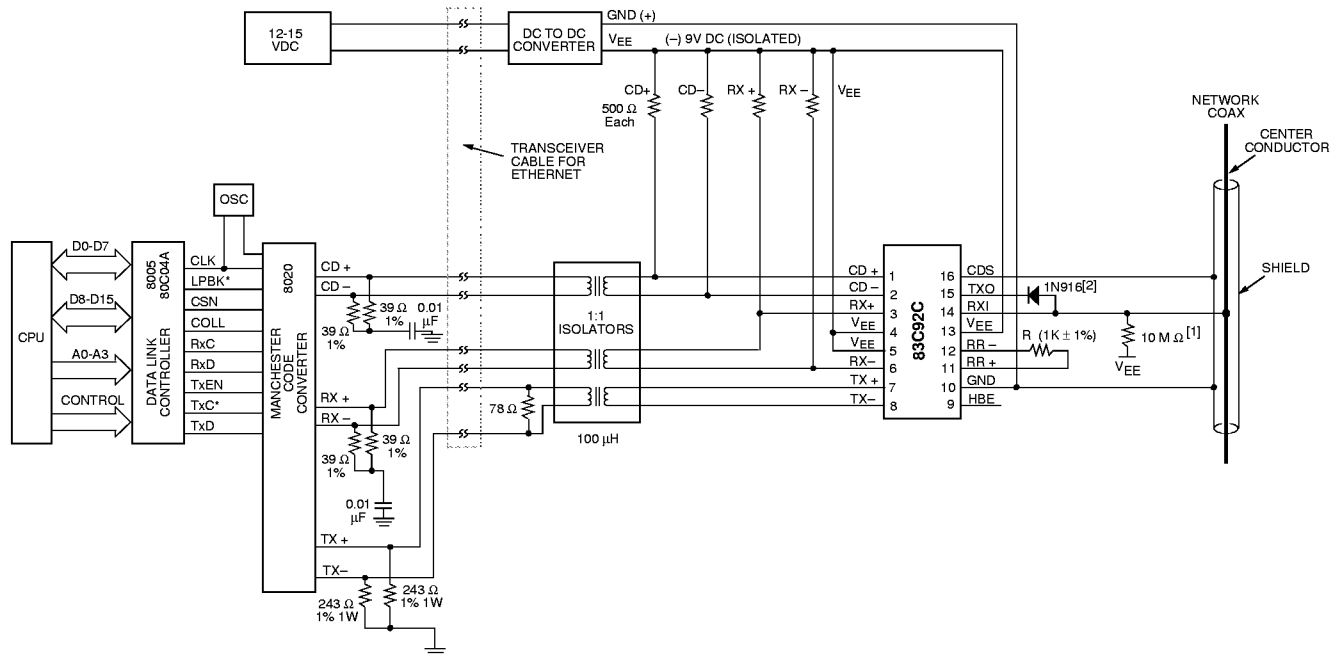 12-15
VDC
DC TO DC
CONVERTER
GND (+)
VEE
(–) 9V DC (ISOLATED)
CD+
CD–
RX +
RX –
VEE
500 Ω
Each
TRANSCEIVER
CABLE FOR
ETHERNET
NETWORK
COAX
CENTER
CONDUCTOR
SHIELD
OSC
CPU
D0-D7
D8-D15
A0-A3
CONTROL
DATA LINK
CONTROLLER
8005
80C04A
CLK
LPBK*
CSN
COLL
RxC
RxD
TxEN
TxC*
TxD
MANCHESTER
CODE
CONVERTER
8020
CD +
CD –
39 Ω
1%
39 Ω
1%
0.01
µF
RX +
RX –
39 Ω
1%
39 Ω
1%
0.01
µF
TX +
TX–
243 Ω
1% 1W
243 Ω
1% 1W
78 Ω
1:1
ISOLATORS
100 µH
CD +
CD –
RX+
VEE
VEE
RX–
TX +
TX–
1
2
3
4
5
6
7
8
83C92C
16
15
14
13
12
11
10
9
CDS
TXO
RXI
VEE
RR –
RR +
GND
HBE
1N916[2]
R (1K ± 1%)
10 M Ω [1]
VEE